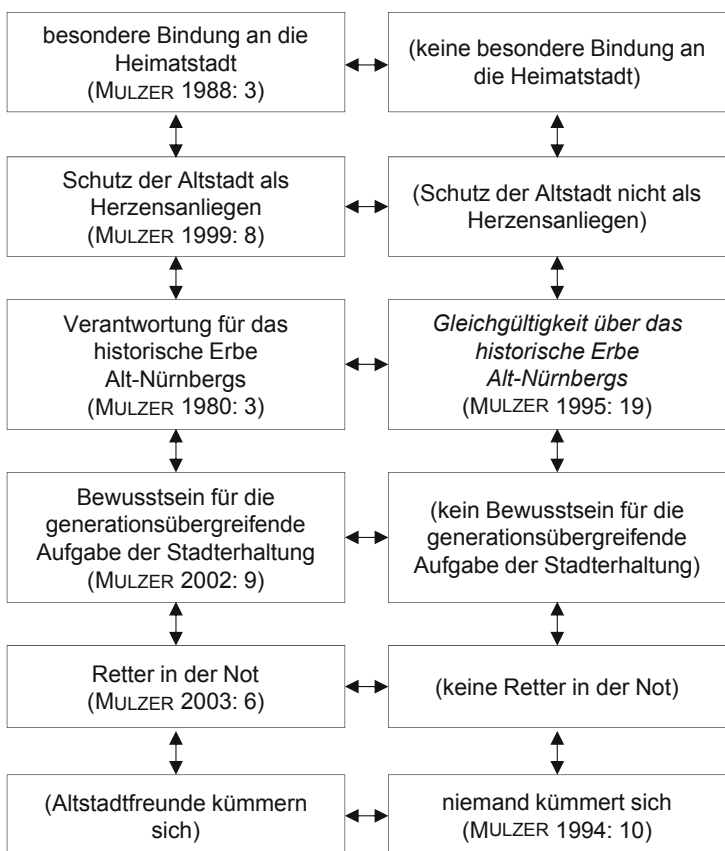 besondere Bindung an die
Heimatstadt
(MULZER 1988: 3)
(keine besondere Bindung an
die Heimatstadt)
Schutz der Altstadt als
Herzensanliegen
(MULZER 1999: 8)
(Schutz der Altstadt nicht als
Herzensanliegen)
Verantwortung für das
historische Erbe
Alt-Nürnbergs
(MULZER 1980: 3)
Gleichgültigkeit über das
historische Erbe
Alt-Nürnbergs
(MULZER 1995: 19)
Bewusstsein für die
generationsübergreifende
Aufgabe der Stadterhaltung
(MULZER 2002: 9)
(kein Bewusstsein für die
generationsübergreifende
Aufgabe der Stadterhaltung)
Retter in der Not
(MULZER 2003: 6)
(keine Retter in der Not)
(Altstadtfreunde kümmern
sich)
niemand kümmert sich
(MULZER 1994: 10)